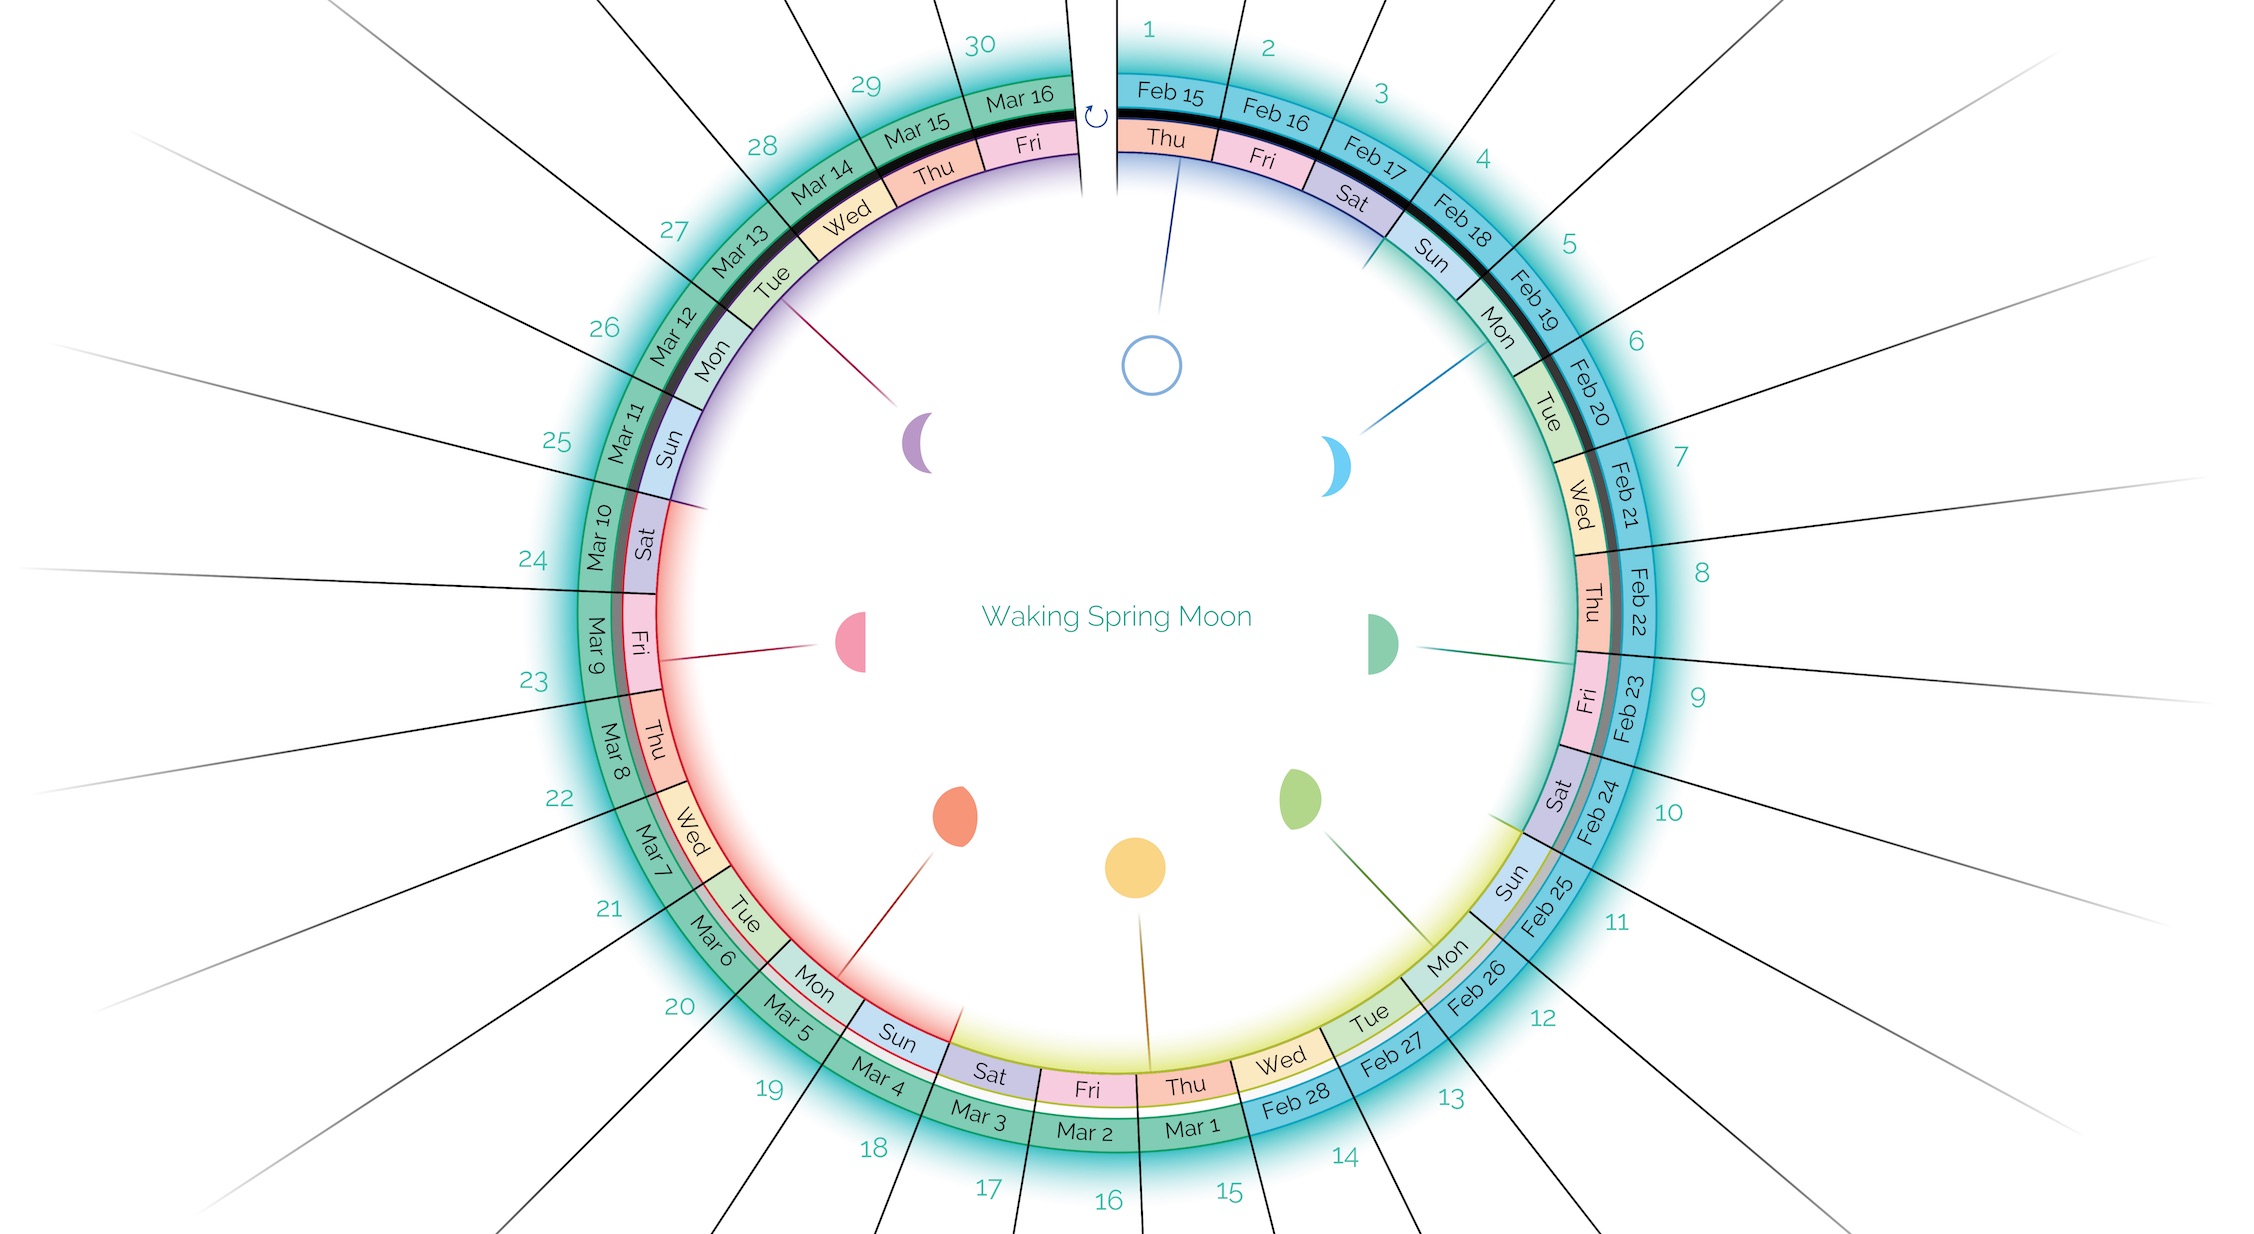 1
2
3
4
5
6
7
8
9
10
11
12
13
14
15
16
17
18
19
20
21
22
23
24
25
26
27
28
29
30
Feb 15
Feb 16
Feb 17
Feb 18
Feb 19
Feb 20
Feb 21
Feb 22
Feb 23
Feb 24
Feb 25
Feb 26
Feb 27
Feb 28
Mar 1
Mar 2
Mar 3
Mar 4
Mar 5
Mar 6
Mar 7
Mar 8
Mar 9
Mar 10
Mar 11
Mar 12
Mar 13
Mar 14
Mar 15
Mar 16
Thu
Fri
Sat
Sun
Mon
Tue
Wed
Thu
Fri
Sat
Sun
Mon
Tue
Wed
Thu
Fri
Sat
Sun
Mon
Tue
Wed
Thu
Fri
Sat
Sun
Mon
Tue
Wed
Thu
Fri
Waking Spring Moon